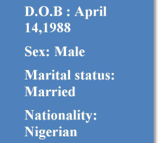 D.O.B : April
14,1988
Sex: Male
Marital status:
Married
Nationality:
Nigerian